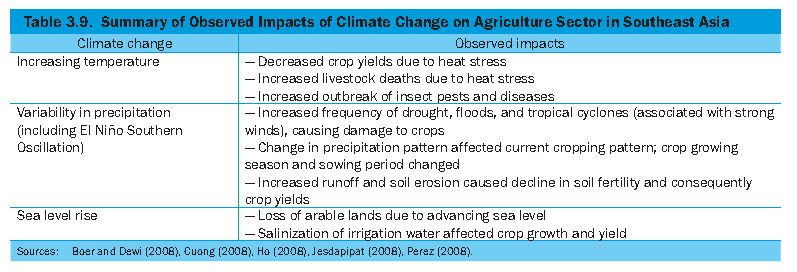 Table 3.9. Summary of Observed Impacts of Climate Change on Agriculture Sector in Southeast Asia
Climate change Observed impacts
Increasing temperature — Decreased crop yields due to heat stress
— Increased livestock deaths due to heat stress
— Increased outbreak of insect pests and diseases
Variability in precipitation — Increased frequency of drought, floods, and tropical cyclones (associated with strong
(including El Niño Southern winds), causing damage to crops
Oscillation) — Change in precipitation pattern affected current cropping pattern; crop growing
season and sowing period changed
— Increased runoff and soil erosion caused decline in soil fertility and consequently
crop yields
Sea level rise — Loss of arable lands due to advancing sea level
— Salinization of irrigation water affected crop growth and yield
Sources: Boer and Dewi (2008), Cuong (2008), Ho (2008), Jesdapipat (2008), Perez (2008).